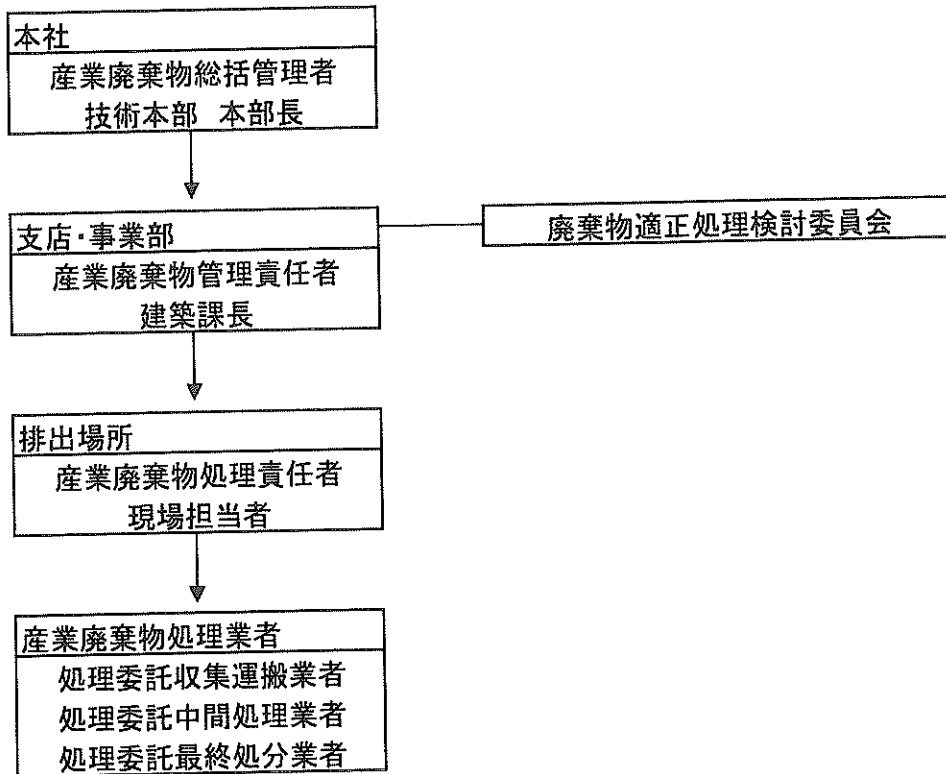 本社
産業廃棄物総括管理者
技術本部 本部長
支店・事業部
廃棄物適正処理検討委員会
産業廃棄物管理責任者
建築課長
排出場所
産業廃棄物処理責任者
現場担当者
産業廃棄物処理業者
処理委託収集運搬業者
処理委託中間処理業者
処理委託最終処分業者